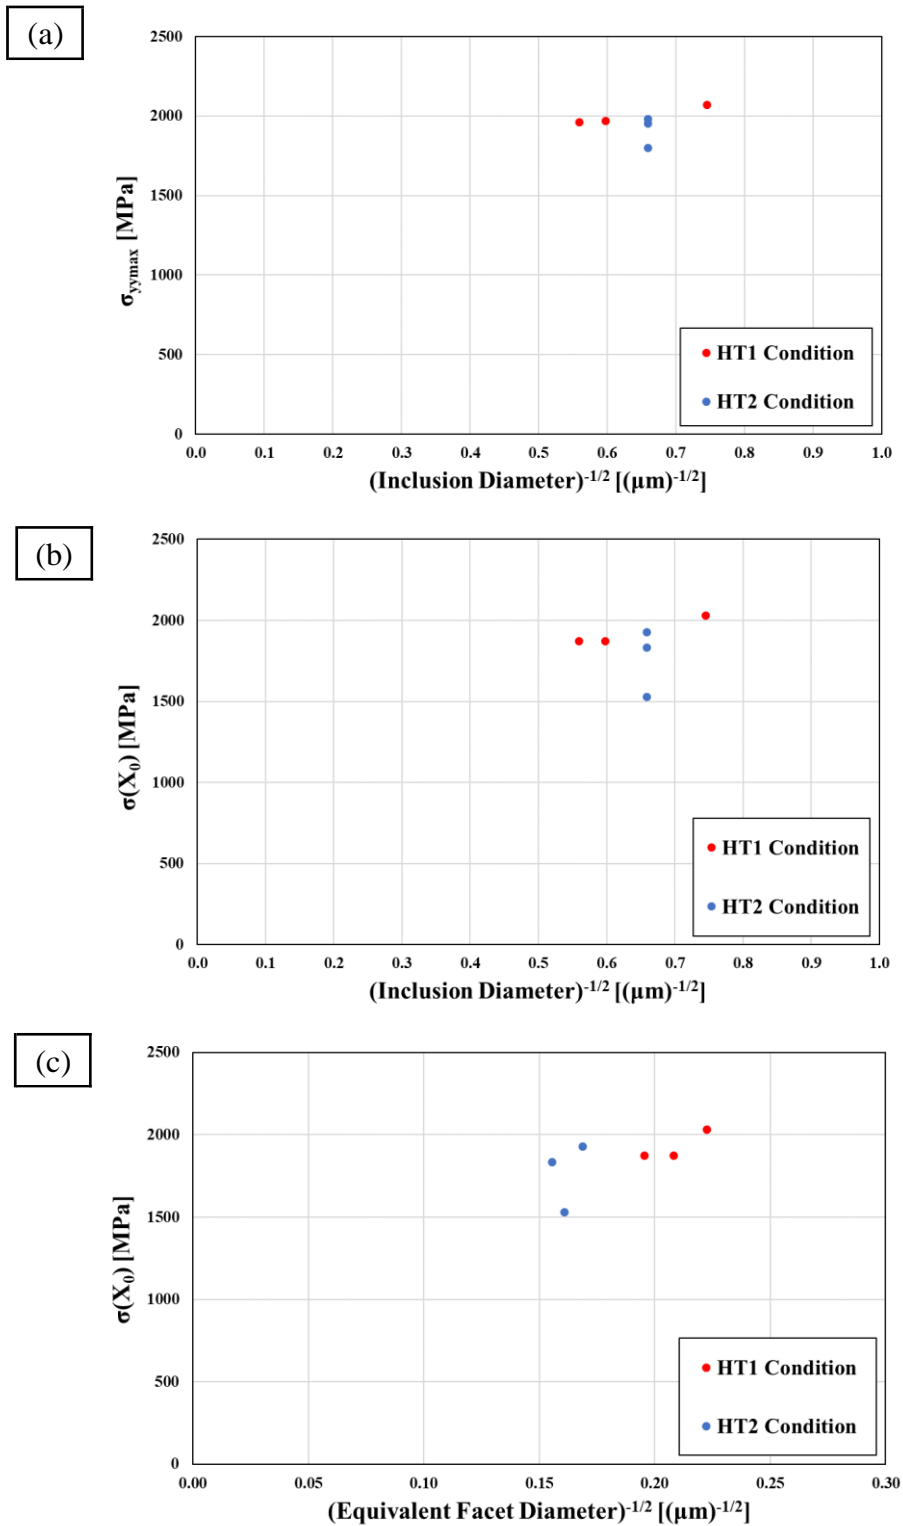 (a)
2500
2000
1500
1000
500
0
σyymax [MPa]
HT1 Condition
HT2 Condition
0.0 0.1 0.2 0.3 0.4 0.5 0.6 0.7 0.8 0.9 1.0
(Inclusion Diameter)-1/2 [(μm)-1/2]
(b)
2500
2000
1500
1000
500
0
σ(X0) [MPa]
HT1 Condition
HT2 Condition
0.0 0.1 0.2 0.3 0.4 0.5 0.6 0.7 0.8 0.9 1.0
(Inclusion Diameter)-1/2 [(μm)-1/2]
(c)
2500
2000
1500
1000
500
0
σ(X0) [MPa]
HT1 Condition
HT2 Condition
0.00 0.05 0.10 0.15 0.20 0.25 0.30
(Equivalent Facet Diameter)-1/2 [(μm)-1/2]